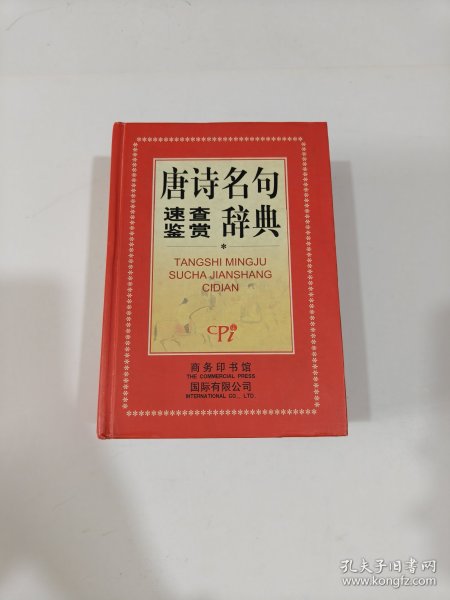 唐诗名句
速查
鉴赏 辞典
*
TANGSHI MINGJU
SUCHA JIANSHANG
CIDIAN
CPi
商务印书馆
THE COMMERCIAL PRESS
国际有限公司
INTERNATIONAL CO., LTD.
孔夫子旧书网
https://www.kongfz.com